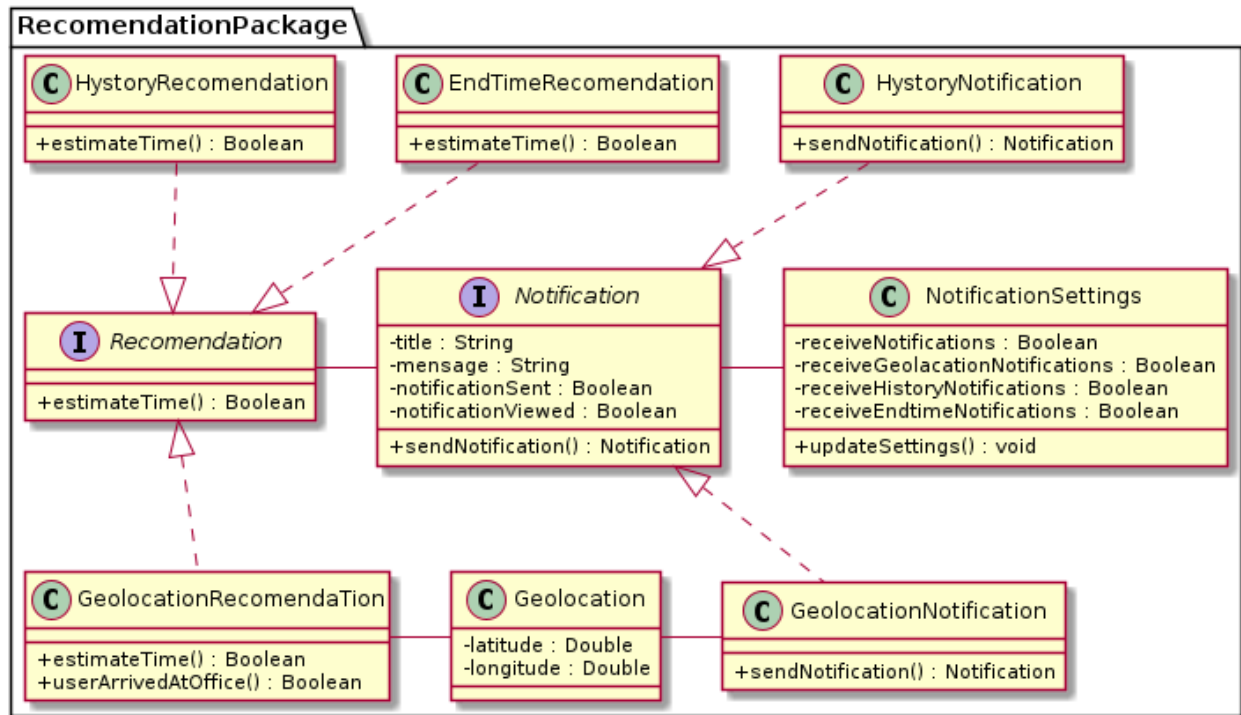 RecomendationPackage
C HystoryRecomendation
+estimateTime() : Boolean
C EndTimeRecomendation
+estimateTime() : Boolean
C HystoryNotification
+sendNotification() : Notification
I Recomendation
+estimateTime() : Boolean
I Notification
-title : String
-mensage : String
-notificationSent : Boolean
-notificationViewed : Boolean
+sendNotification() : Notification
C NotificationSettings
-receiveNotifications : Boolean
-receiveGeolacationNotifications : Boolean
-receiveHistoryNotifications : Boolean
-receiveEndtimeNotifications : Boolean
+updateSettings() : void
C GeolocationRecomendaTion
+estimateTime() : Boolean
+userArrivedAtOffice() : Boolean
C Geolocation
-latitude : Double
-longitude : Double
C GeolocationNotification
+sendNotification() : Notification